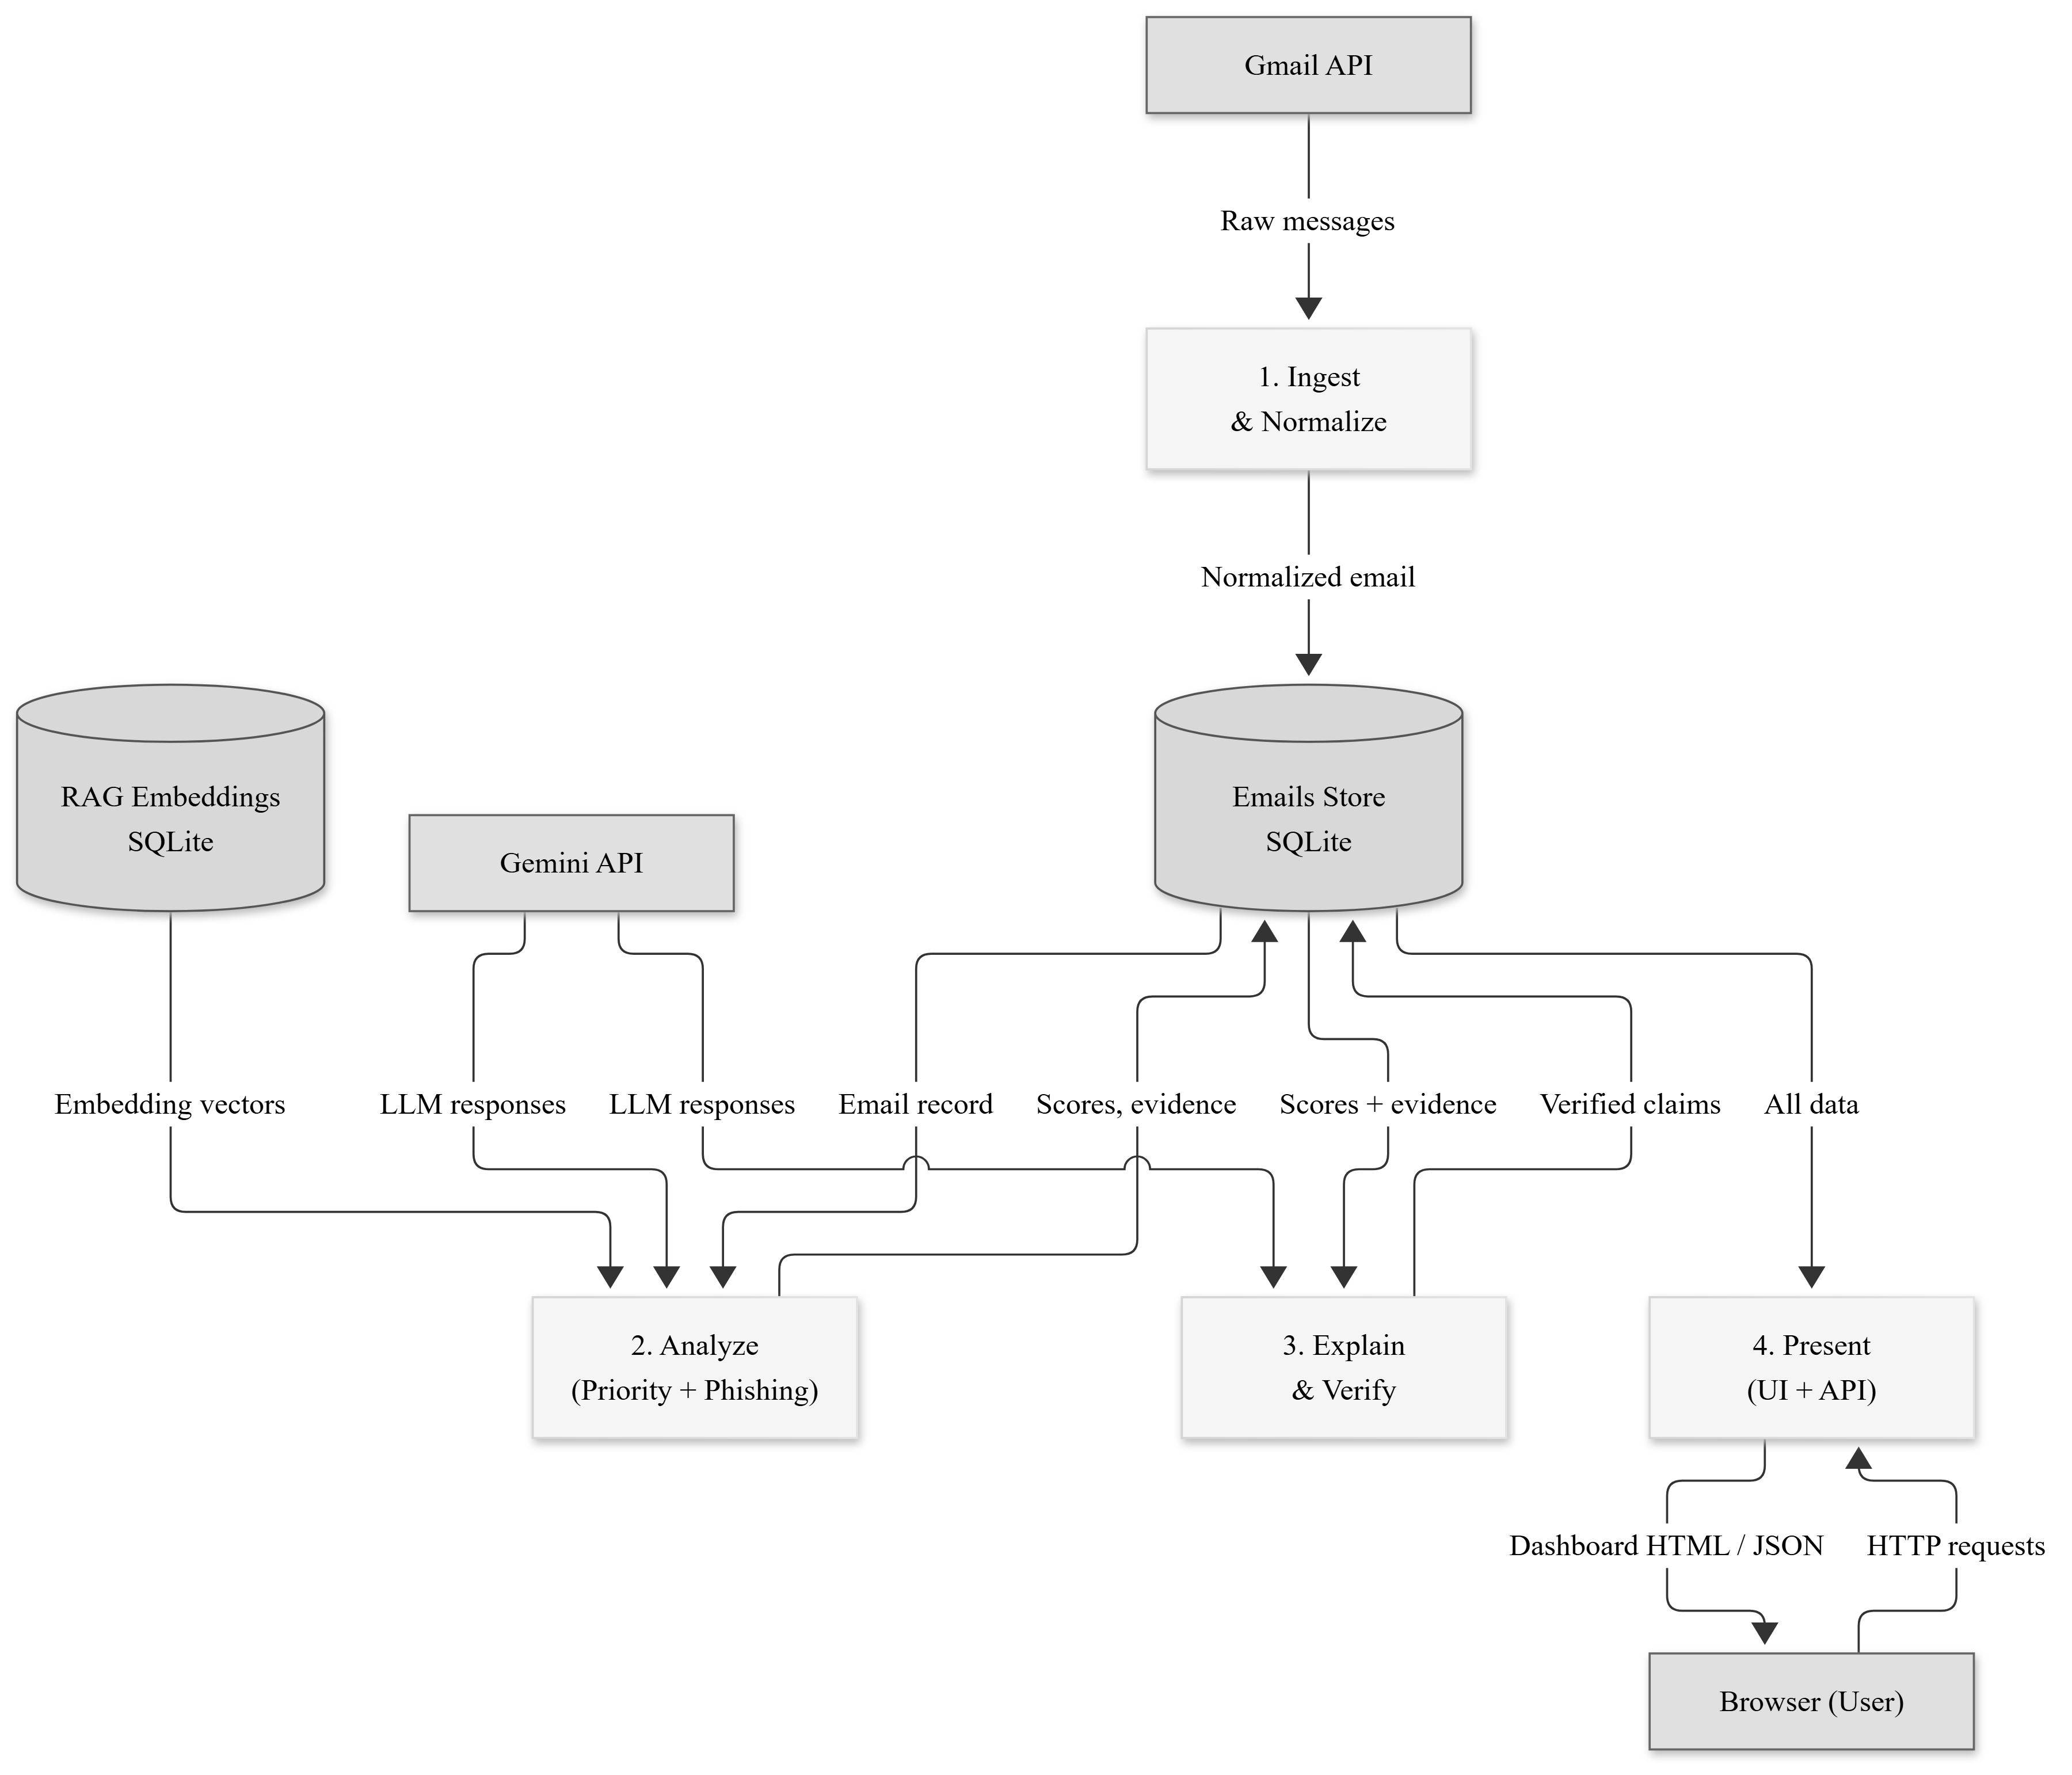 Gmail API
Raw messages
1. Ingest
& Normalize
Normalized email
RAG Embeddings
SQLite
Gemini API
Emails Store
SQLite
Embedding vectors
LLM responses
LLM responses
Email record
Scores, evidence
Scores + evidence
Verified claims
All data
2. Analyze
(Priority + Phishing)
3. Explain
& Verify
4. Present
(UI + API)
Dashboard HTML / JSON
HTTP requests
Browser (User)